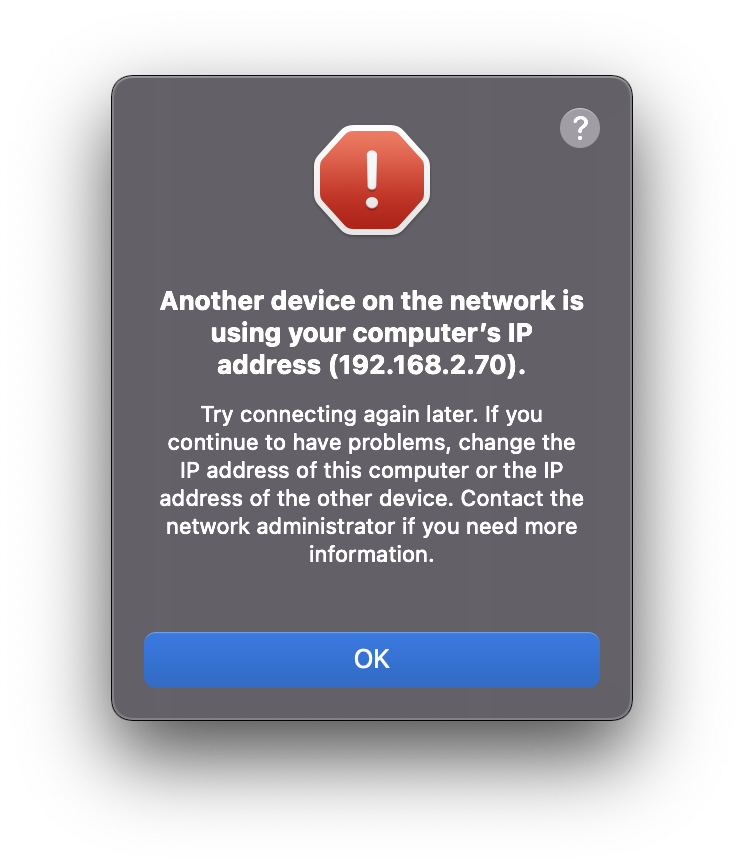 ?
Another device on the network is
using your computer’s IP
address (192.168.2.70).
Try connecting again later. If you
continue to have problems, change the
IP address of this computer or the IP
address of the other device. Contact the
network administrator if you need more
information.
OK